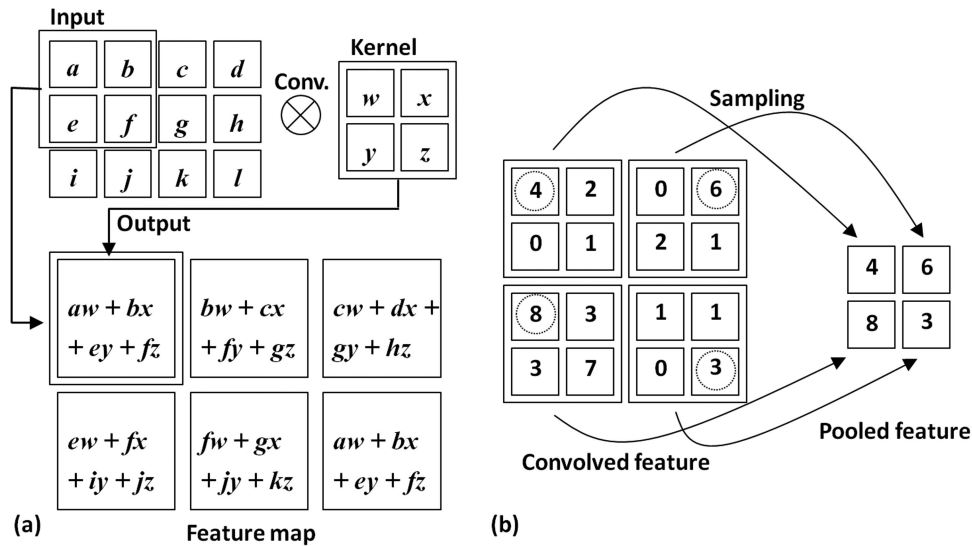 Input
a b c d
e f g h
i j k l
Conv.
Kernel
w x
y z
Output
aw + bx
+ ey + fz
bw + cx
+ fy + gz
cw + dx +
gy + hz
ew + fx
+ iy + jz
fw + gx
+ jy + kz
aw + bx
+ ey + fz
(a)
Feature map
Sampling
4 2 0 6
0 1 2 1
8 3 1 1
3 7 0 3
4 6
8 3
Convolved feature
Pooled feature
(b)